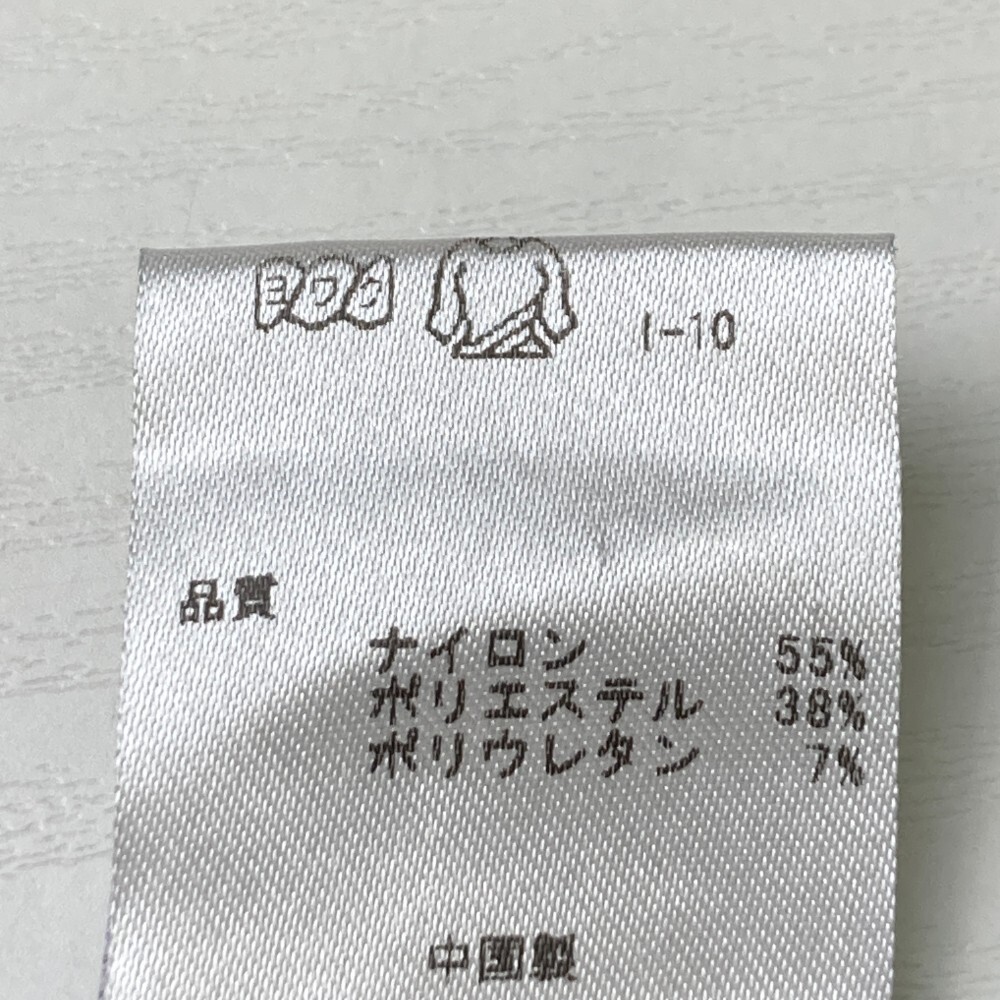 ヨワク I-10
品質
ナイロン 55%
ポリエステル 38%
ポリウレタン 7%
中国製